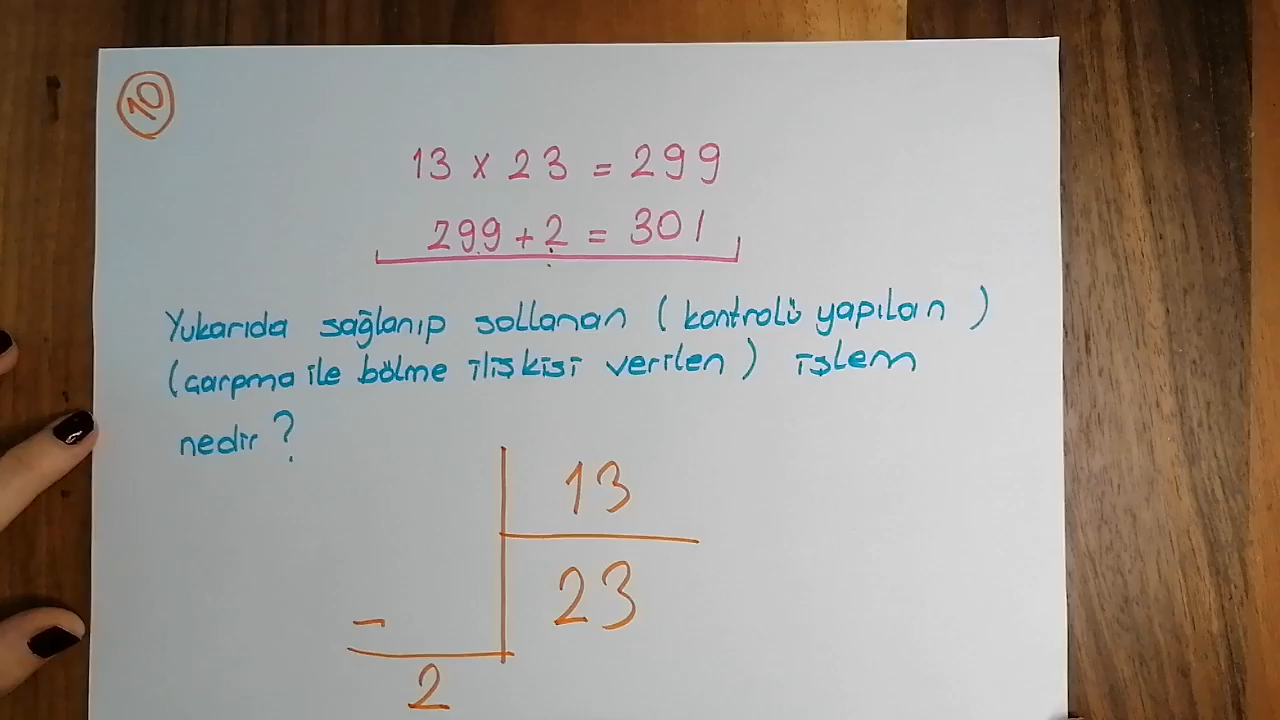 10
13 x 23 = 299
299 + 2 = 301
Yukarıda sağlanıp sollanan ( kontrolü yapılan )
(çarpma ile bölme ilişkisi verilen ) işlem
nedir ?
13
23
-
2